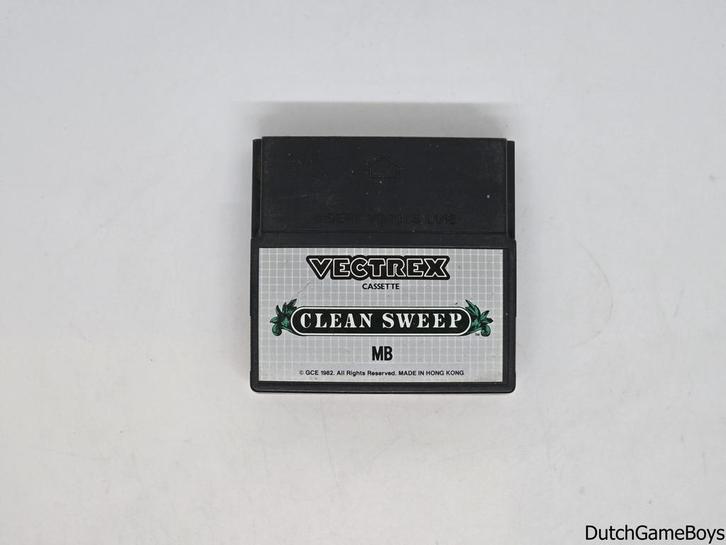 VECTREX
CASSETTE
CLEAN SWEEP
MB
© GCE 1982. All Rights Reserved. MADE IN HONG KONG
DutchGameBoys